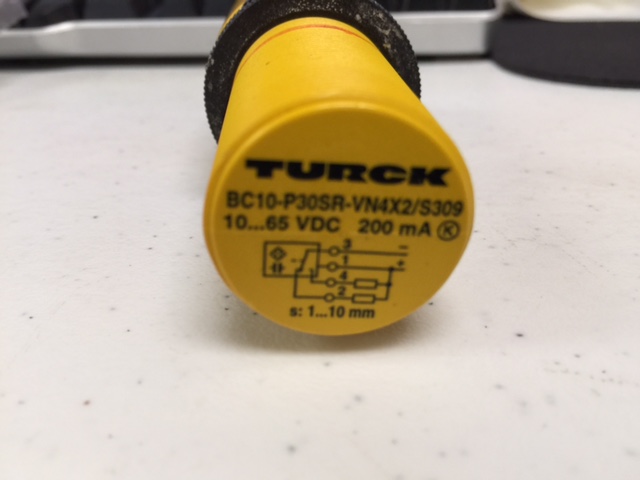 TURCK
BC10-P30SR-VN4X2/S309
10...65 VDC 200 mA K
3 −
1 +
4
2
s: 1...10 mm